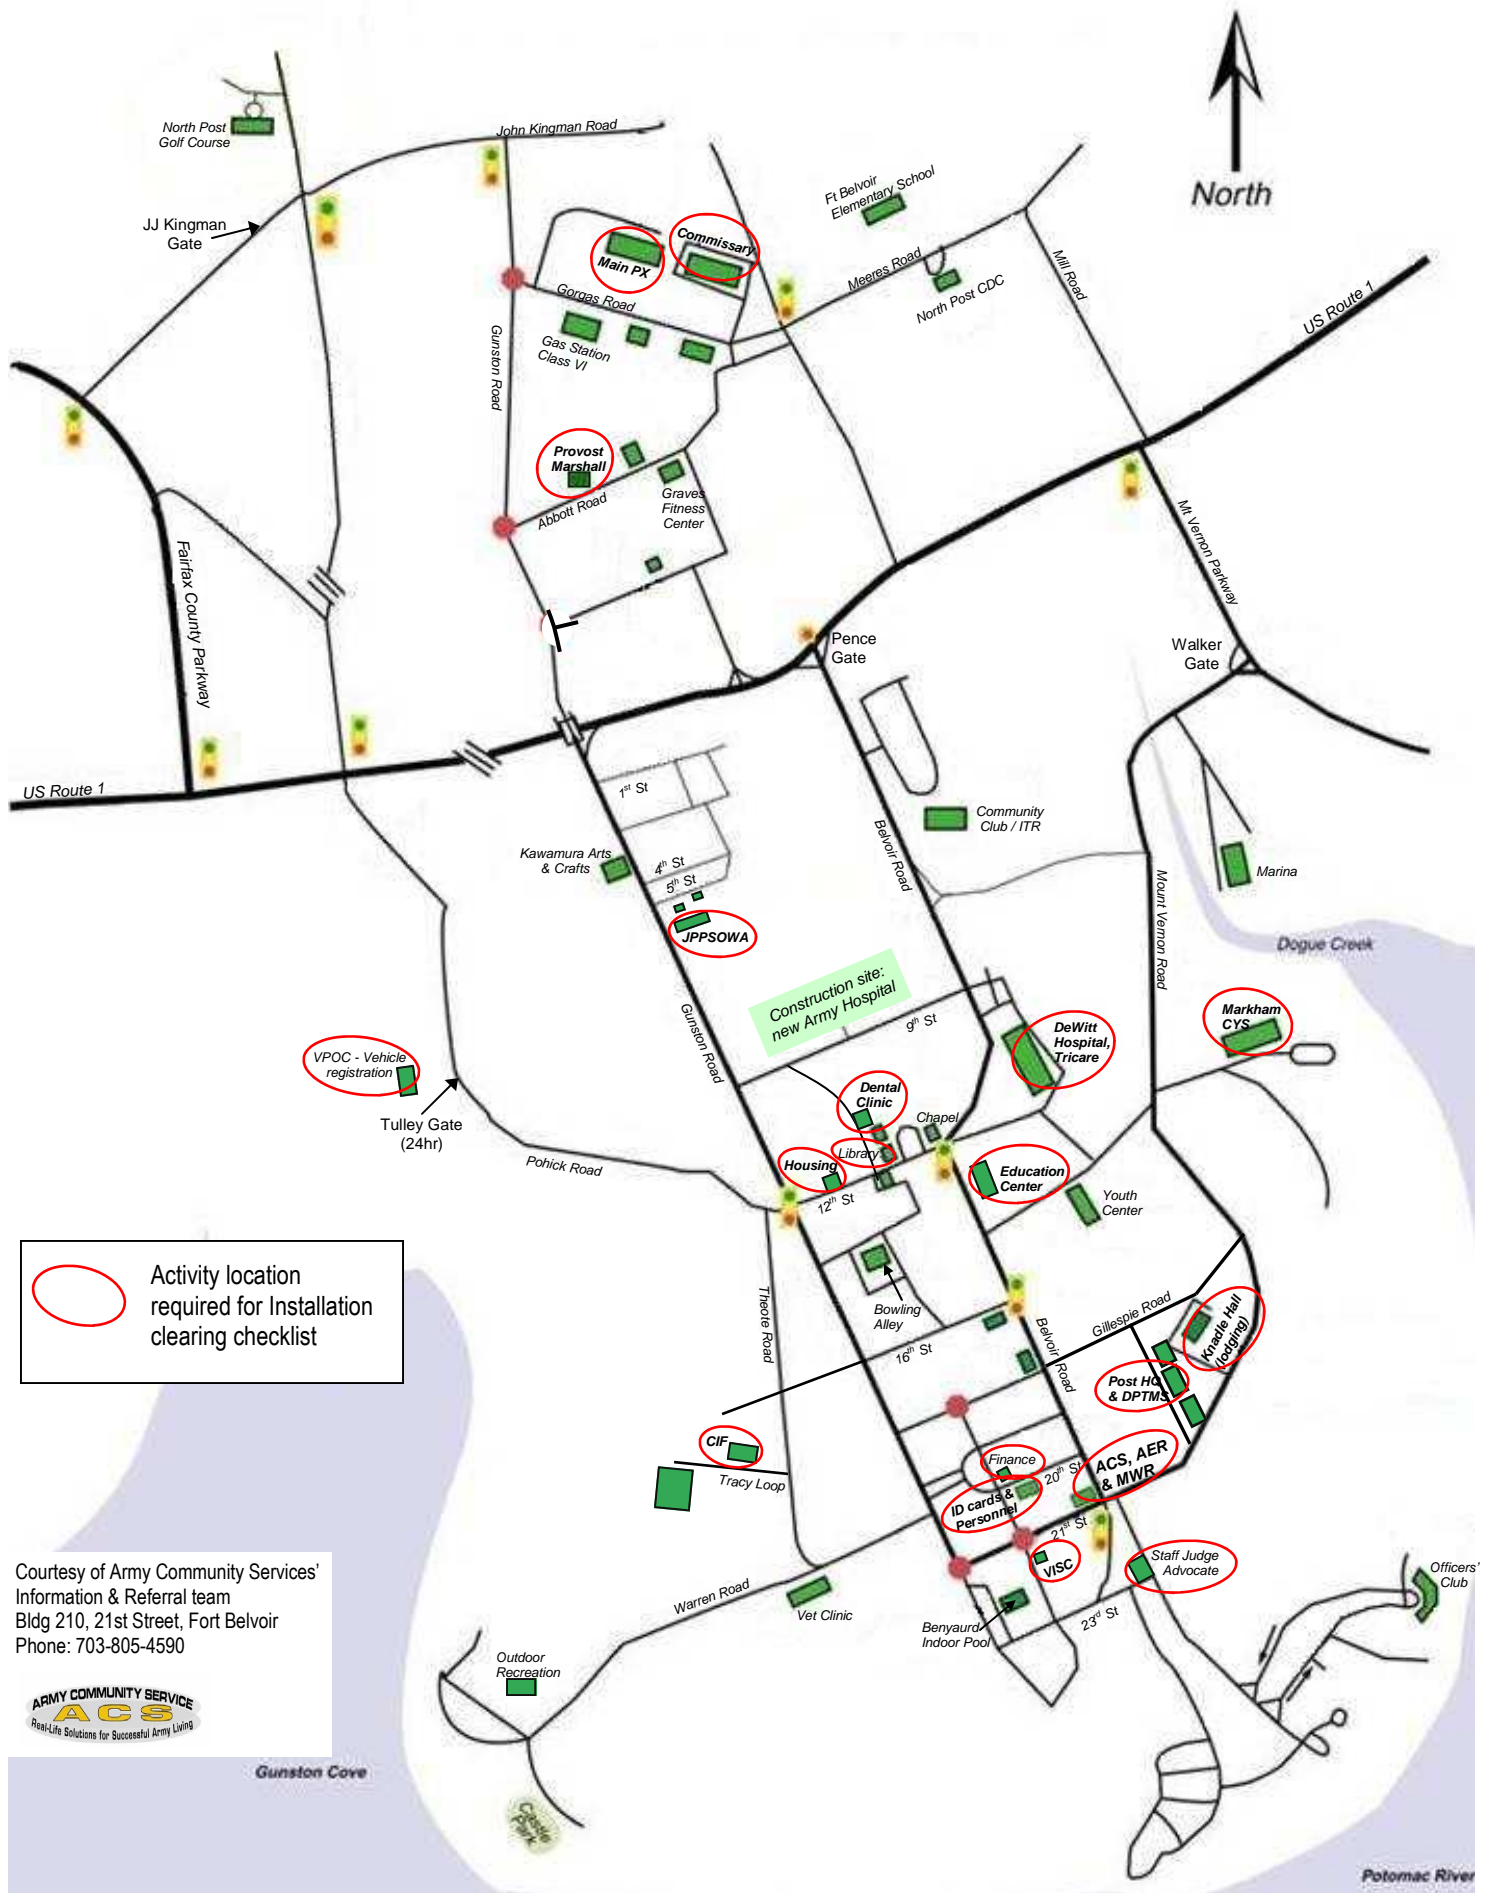 North Post
Golf Course
John Kingman Road
JJ Kingman
Gate
North
Ft Belvoir
Elementary School
Commissary
Main PX
Gorgas Road
Meeres Road
North Post CDC
Mill Road
US Route 1
Gas Station
Class VI
Gunston Road
Provost
Marshall
Abbott Road
Graves
Fitness
Center
Mt Vernon Parkway
Fairfax County Parkway
Pence
Gate
Walker
Gate
US Route 1
1st St
Kawamura Arts
& Crafts
4th St
5th St
JPPSOWA
Belvoir Road
Community
Club / ITR
Marina
Mount Vernon Road
Dogue Creek
Construction site:
new Army Hospital
9th St
Gunston Road
DeWitt
Hospital,
Tricare
Markham
CYS
VPOC - Vehicle
registration
Tulley Gate
(24hr)
Pohick Road
Dental
Clinic
Chapel
Library
Housing
12th St
Education
Center
Youth
Center
Activity location
required for Installation
clearing checklist
Theote Road
Bowling
Alley
16th St
Belvoir Road
Gillespie Road
Knadle Hall
(lodging)
Post HQ
& DPTMS
CIF
Tracy Loop
Finance
20th St
ACS, AER
& MWR
ID cards &
Personnel
21st St
VISC
Staff Judge
Advocate
Officers'
Club
Warren Road
Vet Clinic
Benyaurd
Indoor Pool
23rd St
Courtesy of Army Community Services'
Information & Referral team
Bldg 210, 21st Street, Fort Belvoir
Phone: 703-805-4590
Outdoor
Recreation
ARMY COMMUNITY SERVICE
ACS
Real-Life Solutions for Successful Army Living
Gunston Cove
Castle
Park
Potomac River